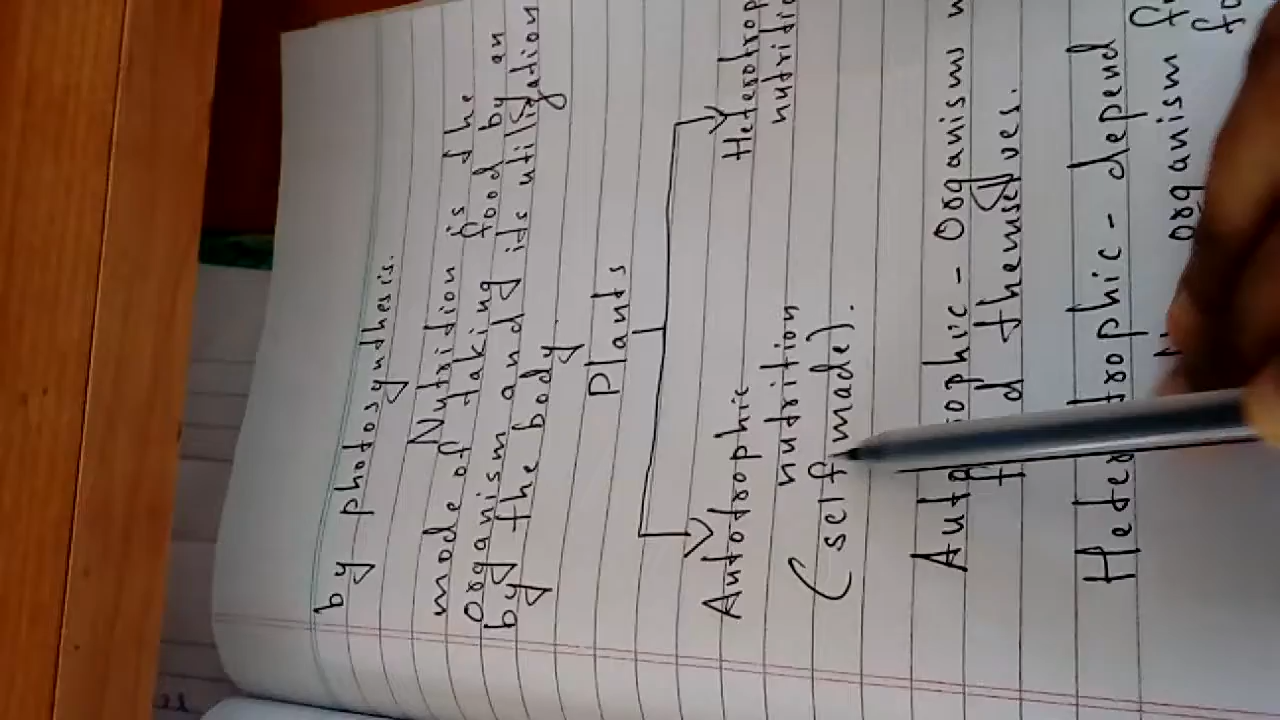 by photosynthesis.
Nutrition is the
mode of taking food by an
organism and its utilization
by the body.
Plants
Autotrophic
nutrition
(self made).
Heterotrop
nutritio
Autotrophic - Organisms
themselves.
Heterotrophic - depend
organism